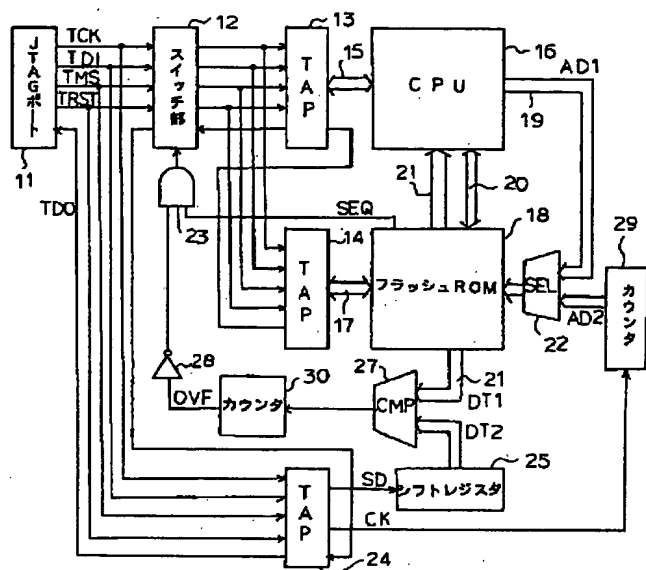 TCK
TDI
TMS
TRST
JTAGポート
11
TDO
12
スイッチ部
13
TAP
15
16
CPU
AD1
19
21
20
23
SEQ
14
TAP
17
18
フラッシュROM
SEL
22
29
カウンタ
AD2
28
OVF
30
カウンタ
27
CMP
21
DT1
DT2
25
シフトレジスタ
TAP
SD
CK
24